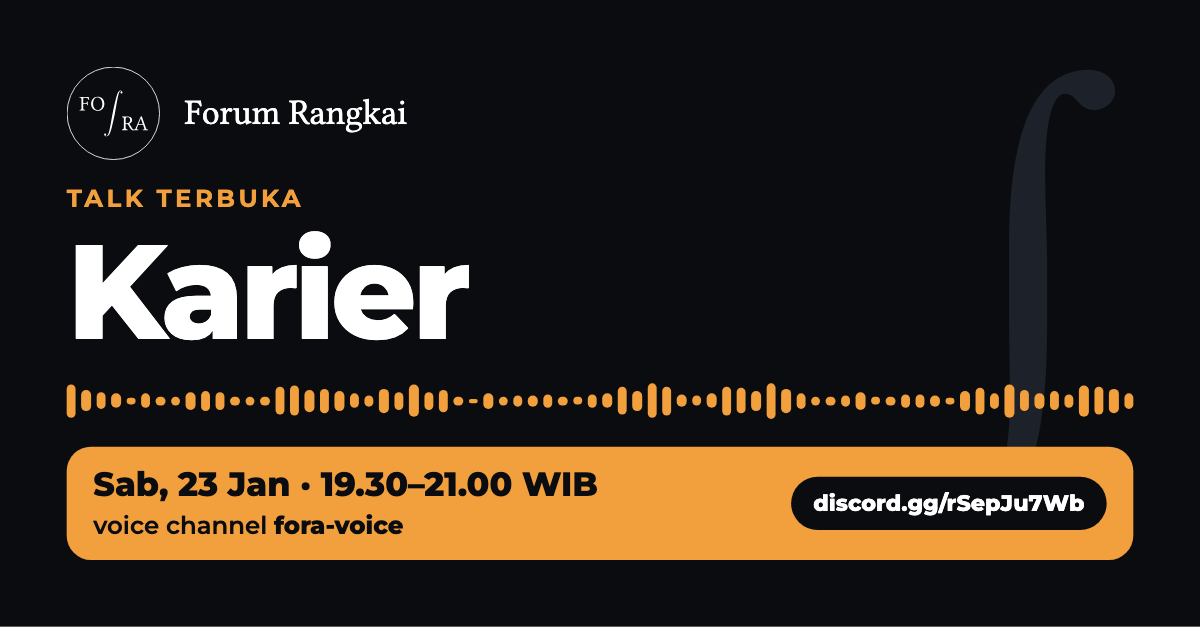 FO
RA
Forum Rangkai
TALK TERBUKA
Karier
Sab, 23 Jan · 19.30–21.00 WIB
voice channel fora-voice
discord.gg/rSepJu7Wb